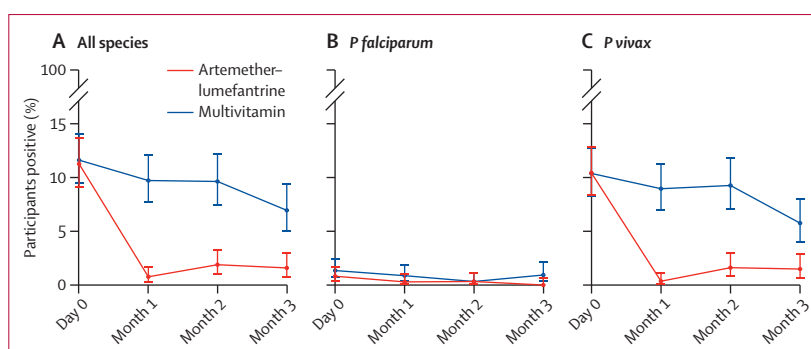 A All species
B P falciparum
C P vivax
Artemether–
lumefantrine
Multivitamin
Participants positive (%)
100
15
10
5
0
Day 0
Month 1
Month 2
Month 3
Day 0
Month 1
Month 2
Month 3
Day 0
Month 1
Month 2
Month 3